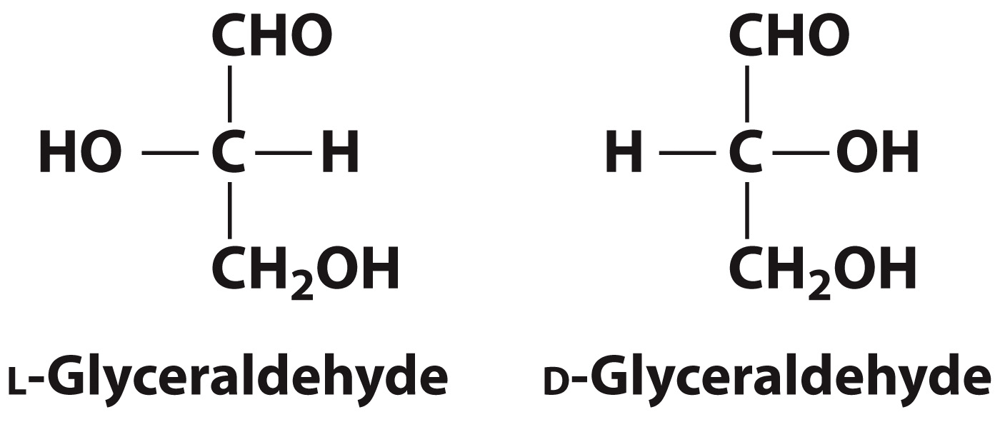 CHO CHO
HO C H H C OH
CH₂OH CH₂OH
L-Glyceraldehyde D-Glyceraldehyde